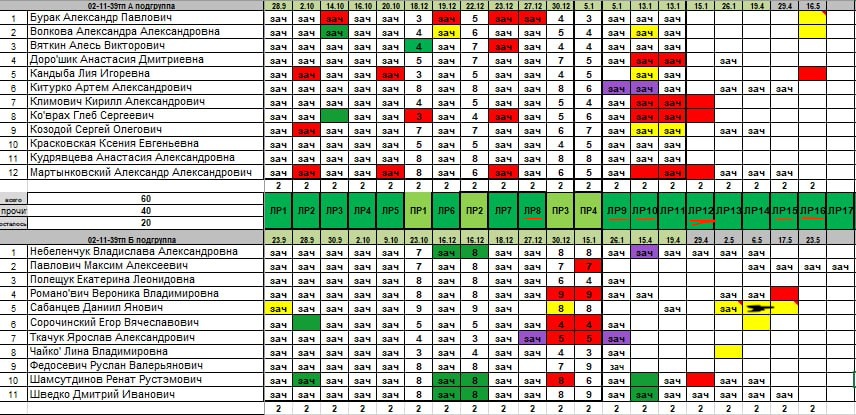 02-11-39тп А подгруппа 28.9 2.10 14.10 16.10 20.10 18.12 19.12 22.12 23.12 27.12 30.12 5.1 5.1 13.1 13.1 15.1 26.1 19.4 29.4 16.5
1 Бурак Александр Павлович зач зач зач зач зач 3 зач 5 зач зач 4 3 зач зач зач
2 Волкова Александра Александровна зач зач зач зач зач 4 зач 6 зач зач 5 4 зач зач зач
3 Вяткин Алесь Викторович зач зач зач зач зач 4 зач 7 зач зач 4 3 зач зач зач
4 Доро'шик Анастасия Дмитриевна зач зач зач зач зач 5 зач 7 зач зач 5 4 зач зач зач зач
5 Кандыба Лия Игоревна зач зач зач зач зач 3 зач 5 зач зач 4 5 зач зач зач
6 Китурко Артем Александрович зач зач зач зач зач 7 зач 8 зач зач 6 6 зач зач зач зач зач зач зач
7 Климович Кирилл Александрович зач зач зач зач зач 4 зач 4 зач зач 5 4 зач зач зач зач
8 Ко'врах Глеб Сергеевич зач зач зач зач 3 зач 4 зач зач 5 6 зач зач зач зач
9 Козодой Сергей Олегович зач зач зач зач зач 7 зач 7 зач зач 6 7 зач зач зач зач
10 Красковская Ксения Евгеньевна зач зач зач зач зач 4 зач 5 зач зач 5 5 зач зач зач
11 Кудрявцева Анастасия Александровна зач зач зач зач зач 8 зач 8 зач зач 8 8 зач зач зач
12 Мартынковский Александр Александрович зач зач зач зач зач 8 зач 5 зач зач 5 6 зач зач зач зач зач зач
2 2 2 2 2 2 2 2 2 2 2 2 2 2 2 2 2 2 2 2
всего 60
прочит 40
осталось 20
ЛР1 ЛР2 ЛР3 ЛР4 ЛР5 ПР1 ЛР6 ПР2 ЛР7 ЛР8 ПР3 ПР4 ЛР9 ЛР10 ЛР11 ЛР12 ЛР13 ЛР14 ЛР15 ЛР16 ЛР17
02-11-39тп Б подгруппа 23.9 28.9 30.9 2.10 9.10 23.10 16.12 16.12 18.12 27.12 30.12 15.1 26.1 15.4 19.4 29.4 2.5 6.5 17.5 23.5
1 Небеленчук Владислава Александровна зач зач зач зач зач 7 зач 8 зач зач 8 8 зач зач зач зач зач зач зач
2 Павлович Максим Алексеевич зач зач зач зач зач 7 зач 8 зач зач 7 7 зач зач зач зач
3 Полещук Екатерина Леонидовна зач зач зач зач зач 8 зач 8 зач зач 6 4 зач
4 Романо'вич Вероника Владимировна зач зач зач зач зач 8 зач 8 зач зач 9 9 зач зач зач зач зач
5 Сабанцев Даниил Янович зач зач зач зач зач 9 зач 9 зач зач 8 8 зач зач зач
6 Сорочинский Егор Вячеславович зач зач зач зач 8 зач 8 зач зач 4 4 зач
7 Ткачук Ярослав Александрович зач зач зач зач зач 8 зач 7 зач зач 5 5 зач
8 Чайко' Лина Владимировна зач зач зач зач зач 3 зач 4 зач зач 4 3 зач
9 Федосевич Руслан Валерьянович зач зач зач зач зач 8 зач 8 зач зач 7 9 зач
10 Шамсутдинов Ренат Рустэмович зач зач зач зач зач 8 зач 8 зач зач 8 6 зач зач зач зач зач
11 Шведко Дмитрий Иванович зач зач зач зач зач 8 зач 8 зач зач 8 9 зач зач зач зач зач зач зач
2 2 2 2 2 2 2 2 2 2 2 2 2 2 2 2 2 2 2 2